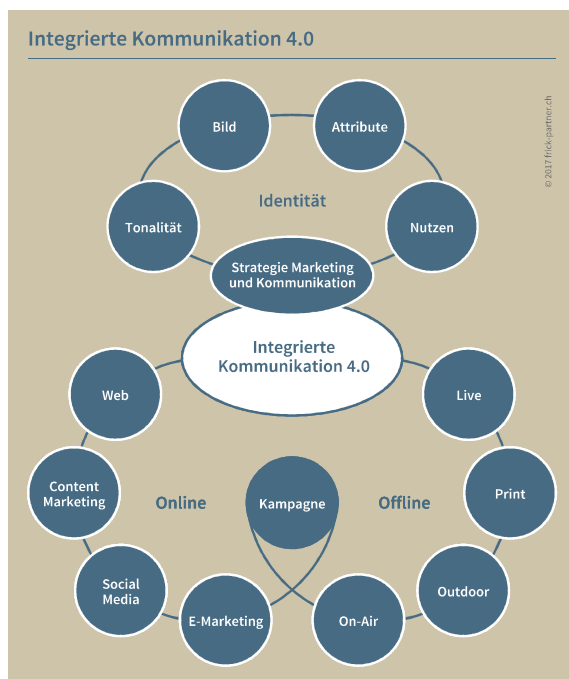 Integrierte Kommunikation 4.0
© 2017 frick-partner.ch
Bild
Attribute
Identität
Tonalität
Nutzen
Strategie Marketing
und Kommunikation
Integrierte
Kommunikation 4.0
Web
Live
Content
Marketing
Online
Kampagne
Offline
Print
Social
Media
Outdoor
E-Marketing
On-Air